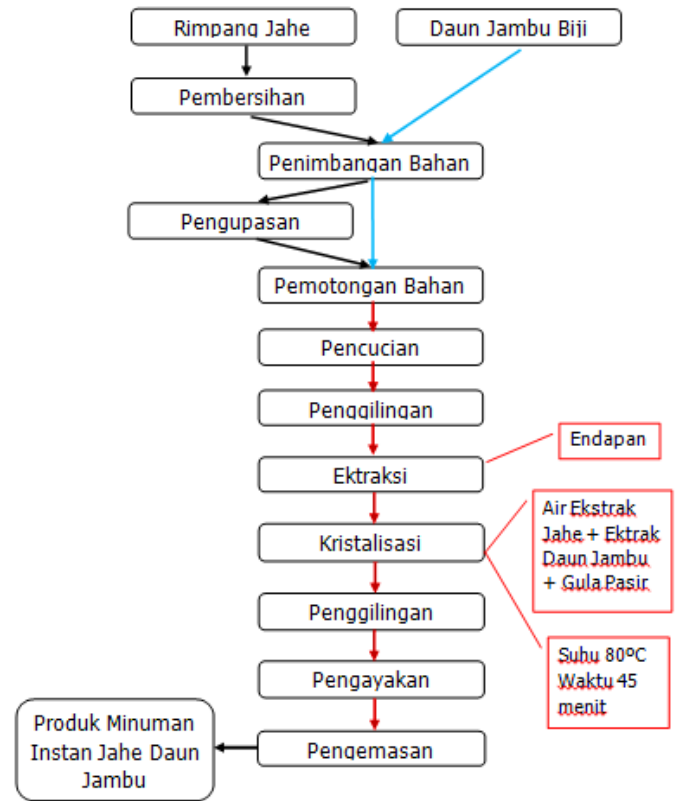 Rimpang Jahe
Daun Jambu Biji
Pembersihan
Penimbangan Bahan
Pengupasan
Pemotongan Bahan
Pencucian
Penggilingan
Endapan
Ektraksi
Air Ekstrak
Jahe + Ektrak
Daun Jambu
+ Gula Pasir
Kristalisasi
Penggilingan
Suhu 80ºC
Waktu 45
menit
Pengayakan
Pengemasan
Produk Minuman
Instan Jahe Daun
Jambu